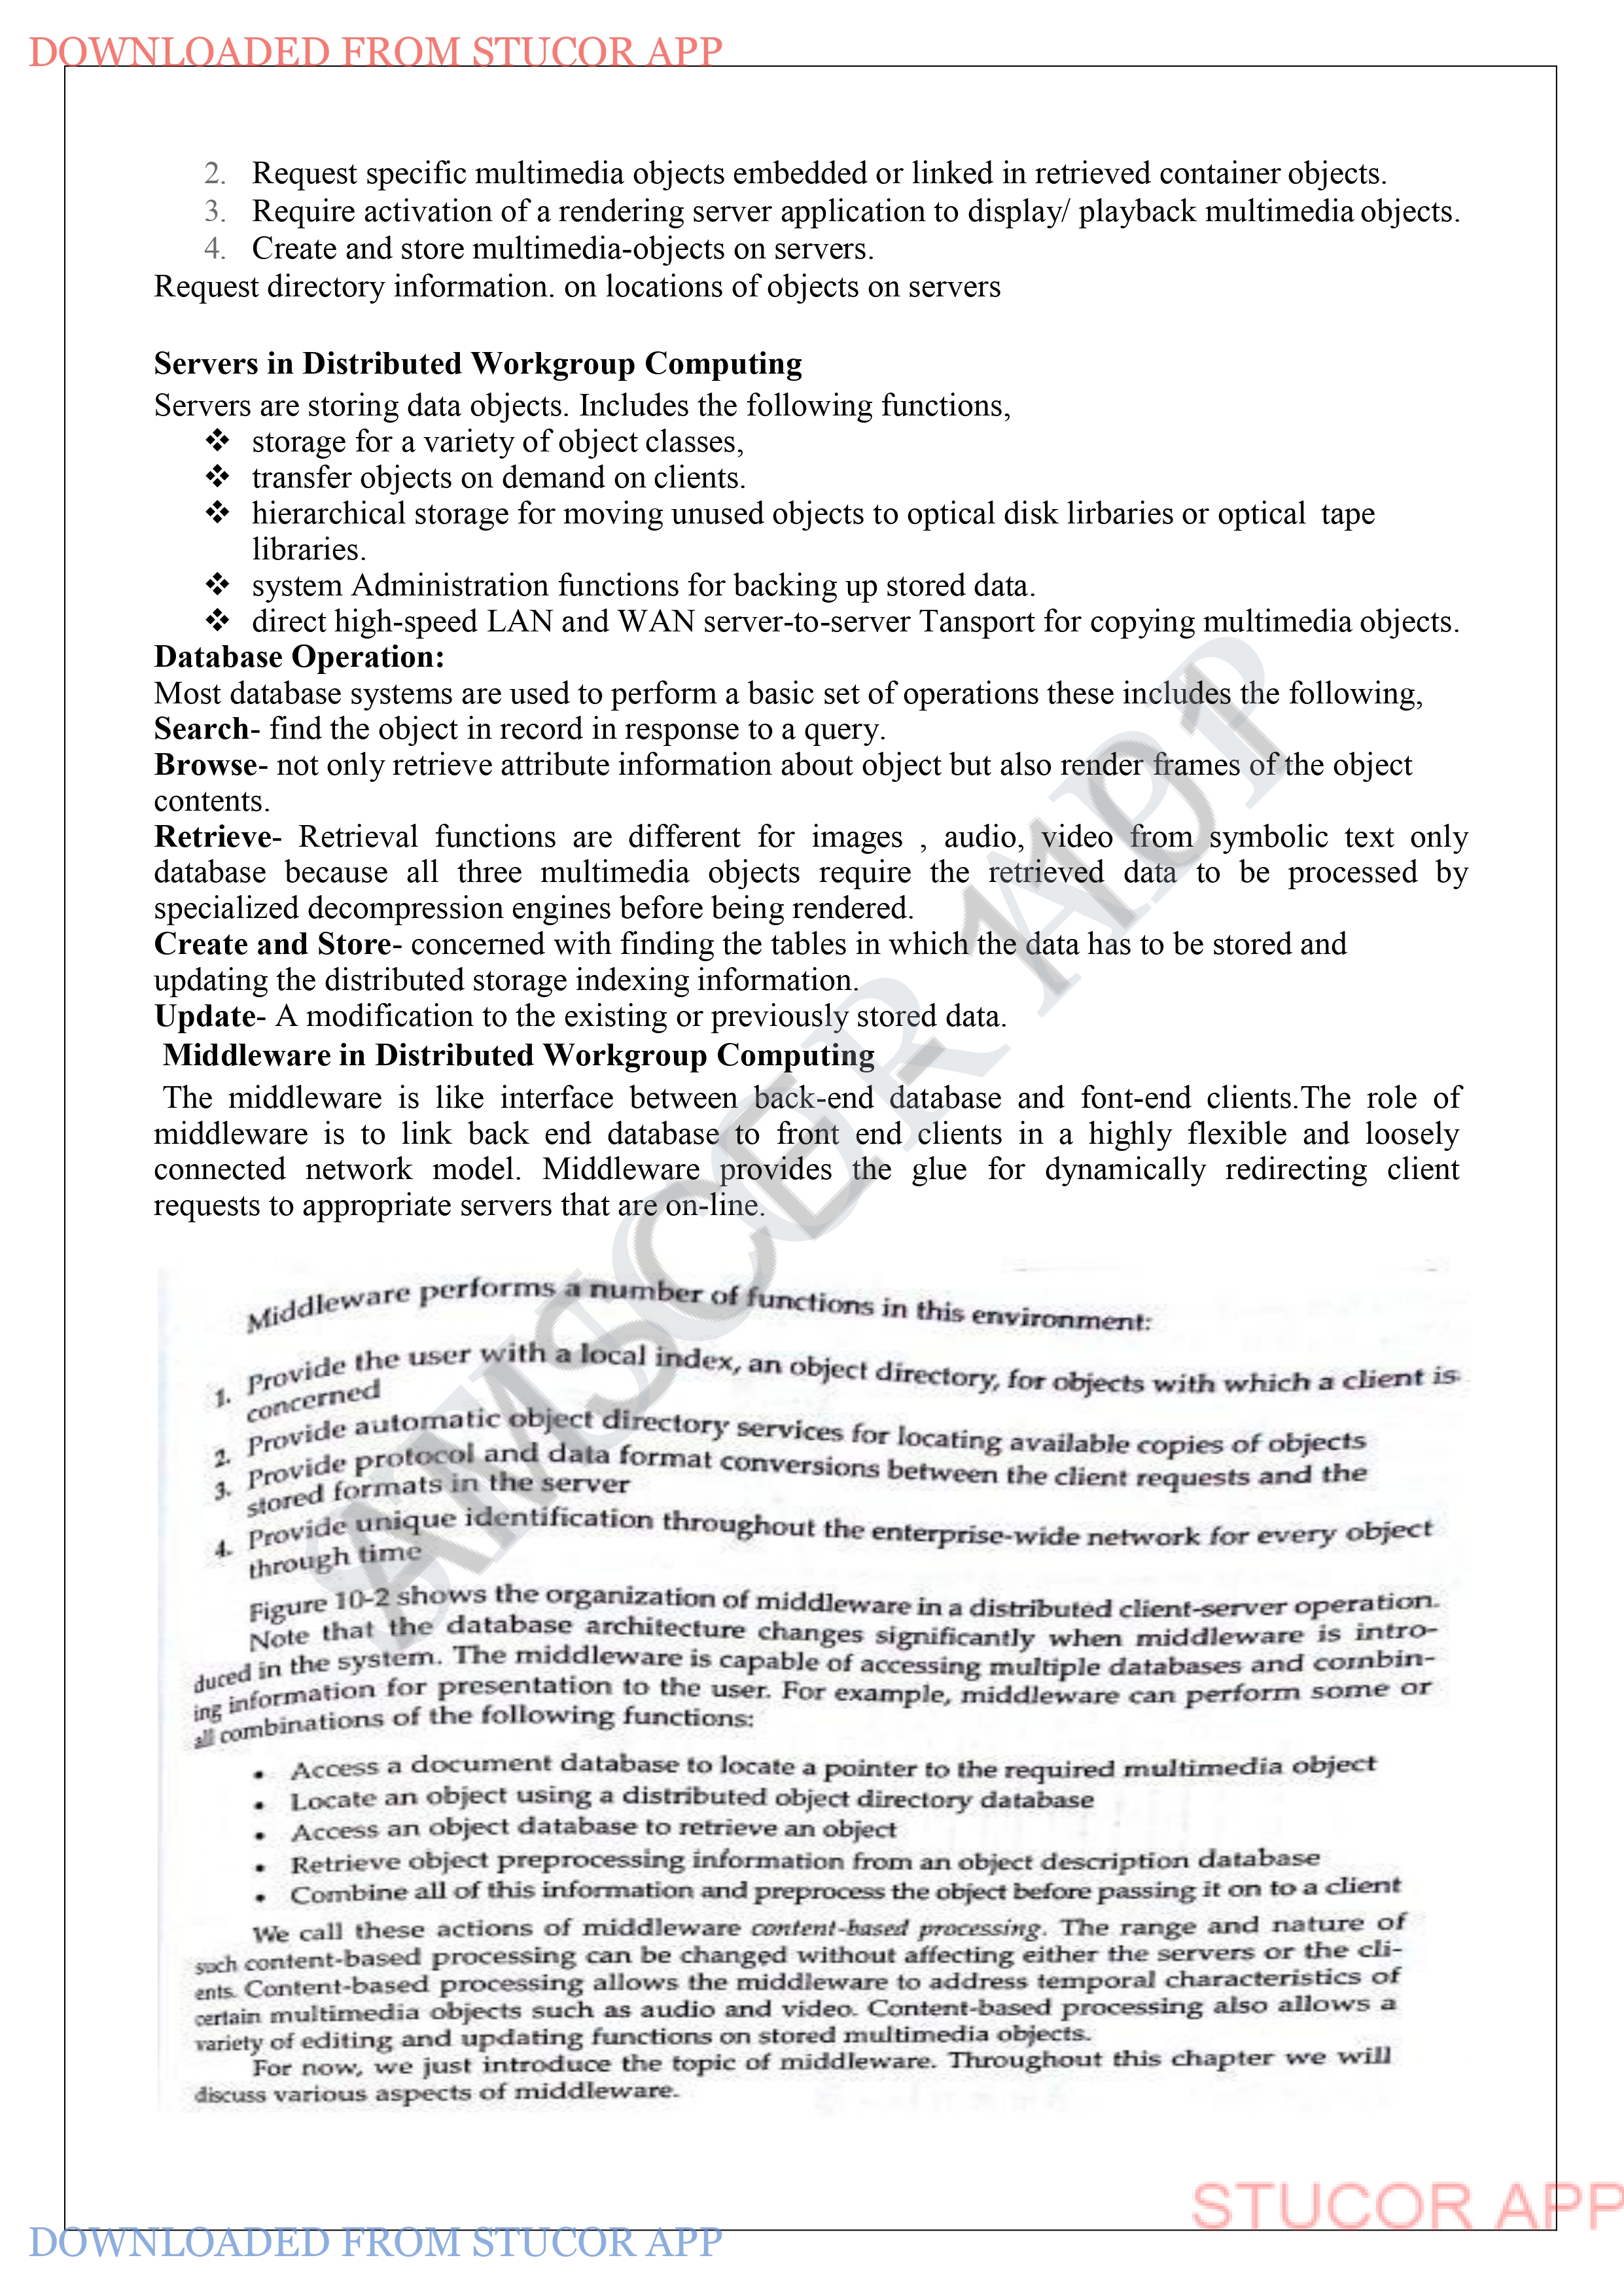 DOWNLOADED FROM STUCOR APP
2. Request specific multimedia objects embedded or linked in retrieved container objects.
3. Require activation of a rendering server application to display/ playback multimedia objects.
4. Create and store multimedia-objects on servers.
Request directory information. on locations of objects on servers
Servers in Distributed Workgroup Computing
Servers are storing data objects. Includes the following functions,
❖ storage for a variety of object classes,
❖ transfer objects on demand on clients.
❖ hierarchical storage for moving unused objects to optical disk lirbaries or optical tape
libraries.
❖ system Administration functions for backing up stored data.
❖ direct high-speed LAN and WAN server-to-server Tansport for copying multimedia objects.
Database Operation:
Most database systems are used to perform a basic set of operations these includes the following,
Search- find the object in record in response to a query.
Browse- not only retrieve attribute information about object but also render frames of the object
contents.
Retrieve- Retrieval functions are different for images , audio, video from symbolic text only
database because all three multimedia objects require the retrieved data to be processed by
specialized decompression engines before being rendered.
Create and Store- concerned with finding the tables in which the data has to be stored and
updating the distributed storage indexing information.
Update- A modification to the existing or previously stored data.
Middleware in Distributed Workgroup Computing
The middleware is like interface between back-end database and font-end clients.The role of
middleware is to link back end database to front end clients in a highly flexible and loosely
connected network model. Middleware provides the glue for dynamically redirecting client
requests to appropriate servers that are on-line.
Middleware performs a number of functions in this environment:
1. Provide the user with a local index, an object directory, for objects with which a client is
concerned
2. Provide automatic object directory services for locating available copies of objects
3. Provide protocol and data format conversions between the client requests and the
stored formats in the server
4. Provide unique identification throughout the enterprise-wide network for every object
through time
Figure 10-2 shows the organization of middleware in a distributed client-server operation.
Note that the database architecture changes significantly when middleware is intro-
duced in the system. The middleware is capable of accessing multiple databases and combin-
ing information for presentation to the user. For example, middleware can perform some or
all combinations of the following functions:
• Access a document database to locate a pointer to the required multimedia object
• Locate an object using a distributed object directory database
• Access an object database to retrieve an object
• Retrieve object preprocessing information from an object description database
• Combine all of this information and preprocess the object before passing it on to a client
We call these actions of middleware content-based processing. The range and nature of
such content-based processing can be changed without affecting either the servers or the cli-
ents. Content-based processing allows the middleware to address temporal characteristics of
certain multimedia objects such as audio and video. Content-based processing also allows a
variety of editing and updating functions on stored multimedia objects.
For now, we just introduce the topic of middleware. Throughout this chapter we will
discuss various aspects of middleware.
STUCOR APP
DOWNLOADED FROM STUCOR APP